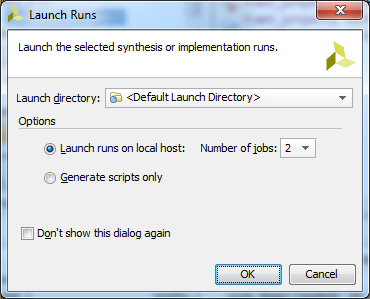 Launch Runs
Launch the selected synthesis or implementation runs.
Launch directory: <Default Launch Directory>
Options
Launch runs on local host: Number of jobs: 2
Generate scripts only
Don't show this dialog again
OK Cancel